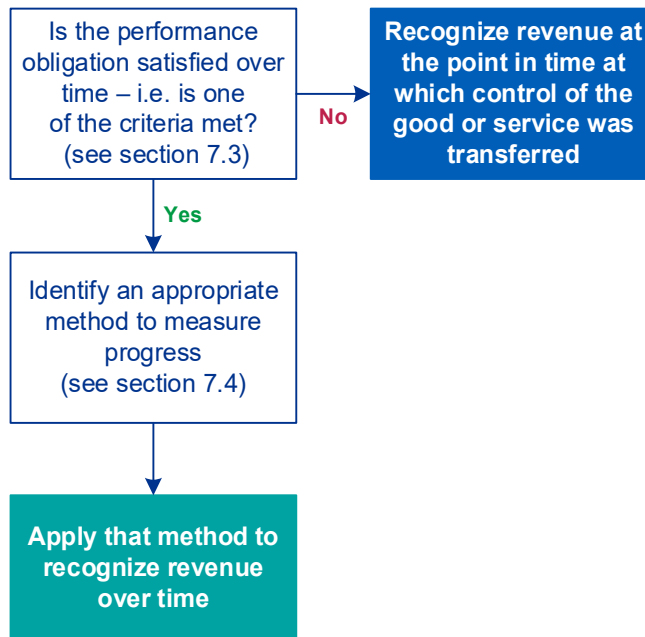 Is the performance
obligation satisfied over
time – i.e. is one
of the criteria met?
(see section 7.3)
No
Recognize revenue at
the point in time at
which control of the
good or service was
transferred
Yes
Identify an appropriate
method to measure
progress
(see section 7.4)
Apply that method to
recognize revenue
over time